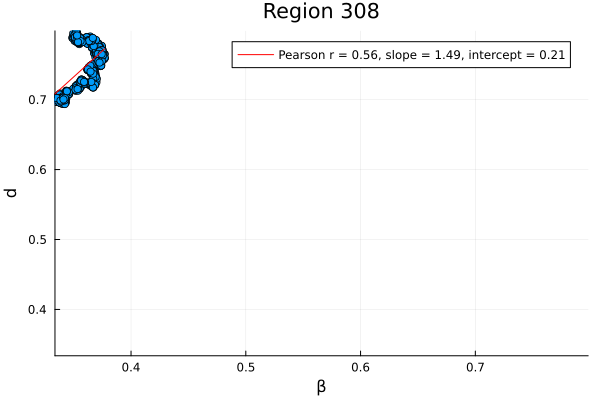 Region 308
Pearson r = 0.56, slope = 1.49, intercept = 0.21
d
0.7
0.6
0.5
0.4
0.4 0.5 0.6 0.7
β